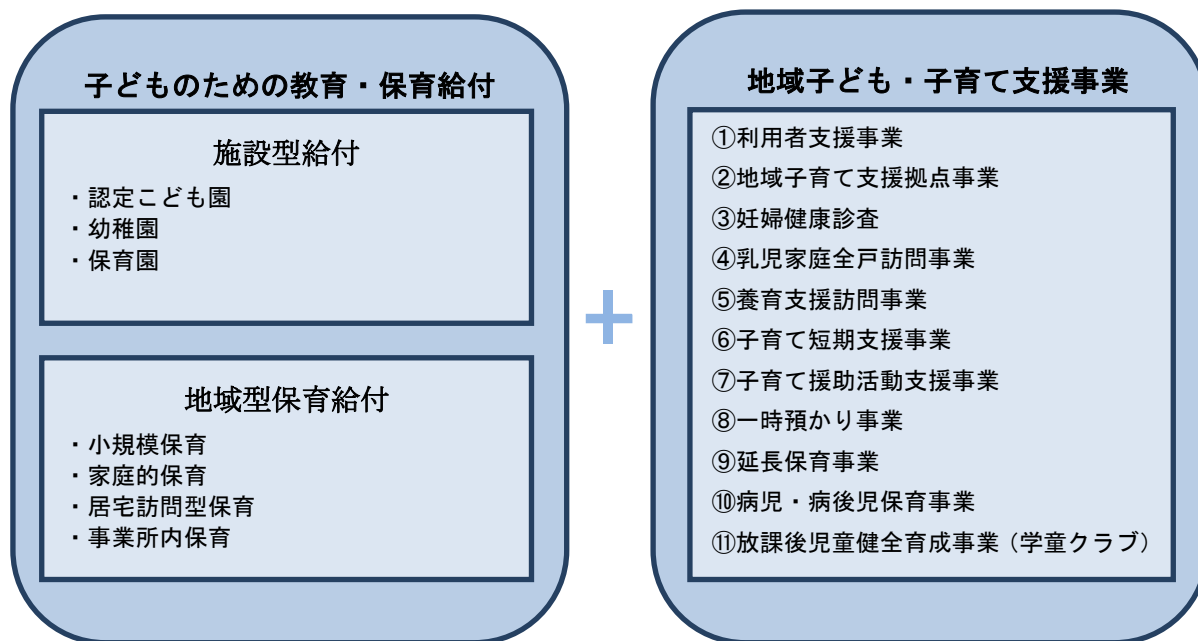 子どものための教育・保育給付
施設型給付
・認定こども園
・幼稚園
・保育園
地域型保育給付
・小規模保育
・家庭的保育
・居宅訪問型保育
・事業所内保育
+
地域子ども・子育て支援事業
①利用者支援事業
②地域子育て支援拠点事業
③妊婦健康診査
④乳児家庭全戸訪問事業
⑤養育支援訪問事業
⑥子育て短期支援事業
⑦子育て援助活動支援事業
⑧一時預かり事業
⑨延長保育事業
⑩病児・病後児保育事業
⑪放課後児童健全育成事業（学童クラブ）